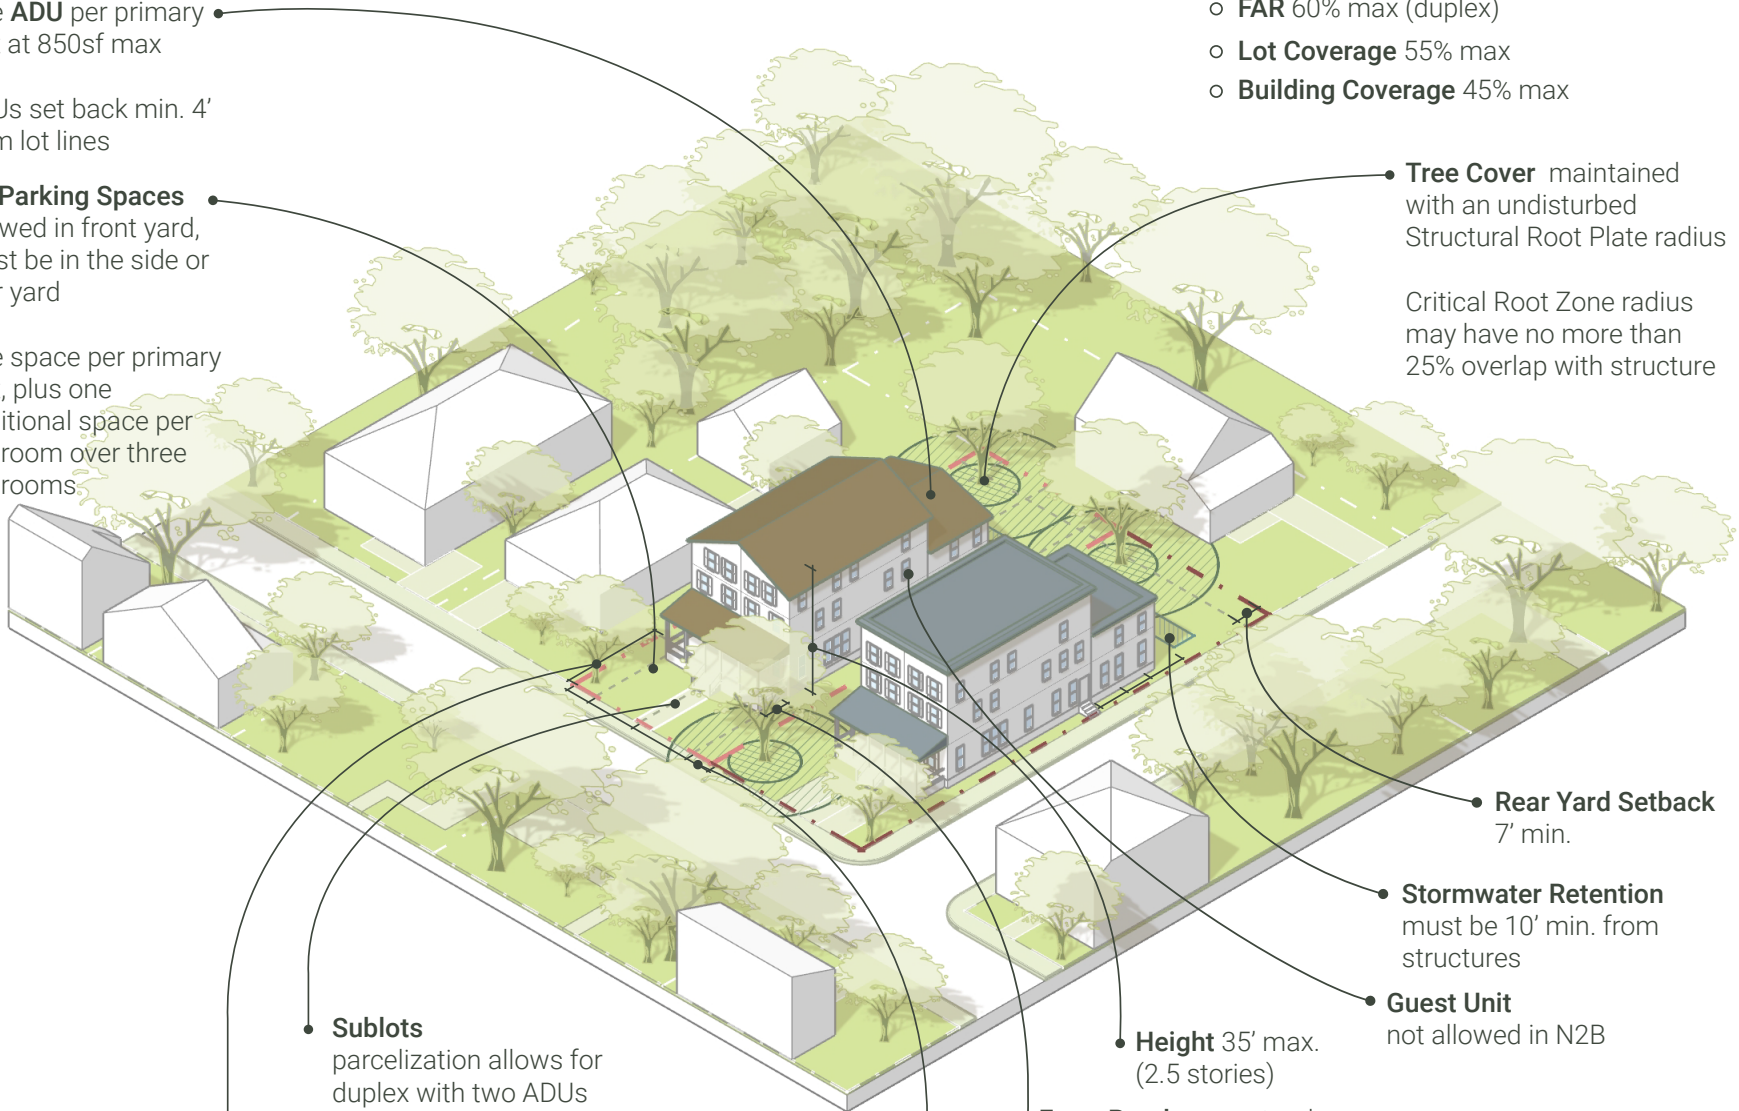 ADU per primary
at 850sf max
set back min. 4’
lot lines
Parking Spaces
in front yard,
be in the side or
yard
space per primary
plus one
space per
room over three
rooms
FAR 60% max (duplex)
Lot Coverage 55% max
Building Coverage 45% max
Tree Cover maintained
with an undisturbed
Structural Root Plate radius
Critical Root Zone radius
may have no more than
25% overlap with structure
Rear Yard Setback
7’ min.
Stormwater Retention
must be 10’ min. from
structures
Guest Unit
not allowed in N2B
Height 35’ max.
(2.5 stories)
Sublots
parcelization allows for
duplex with two ADUs